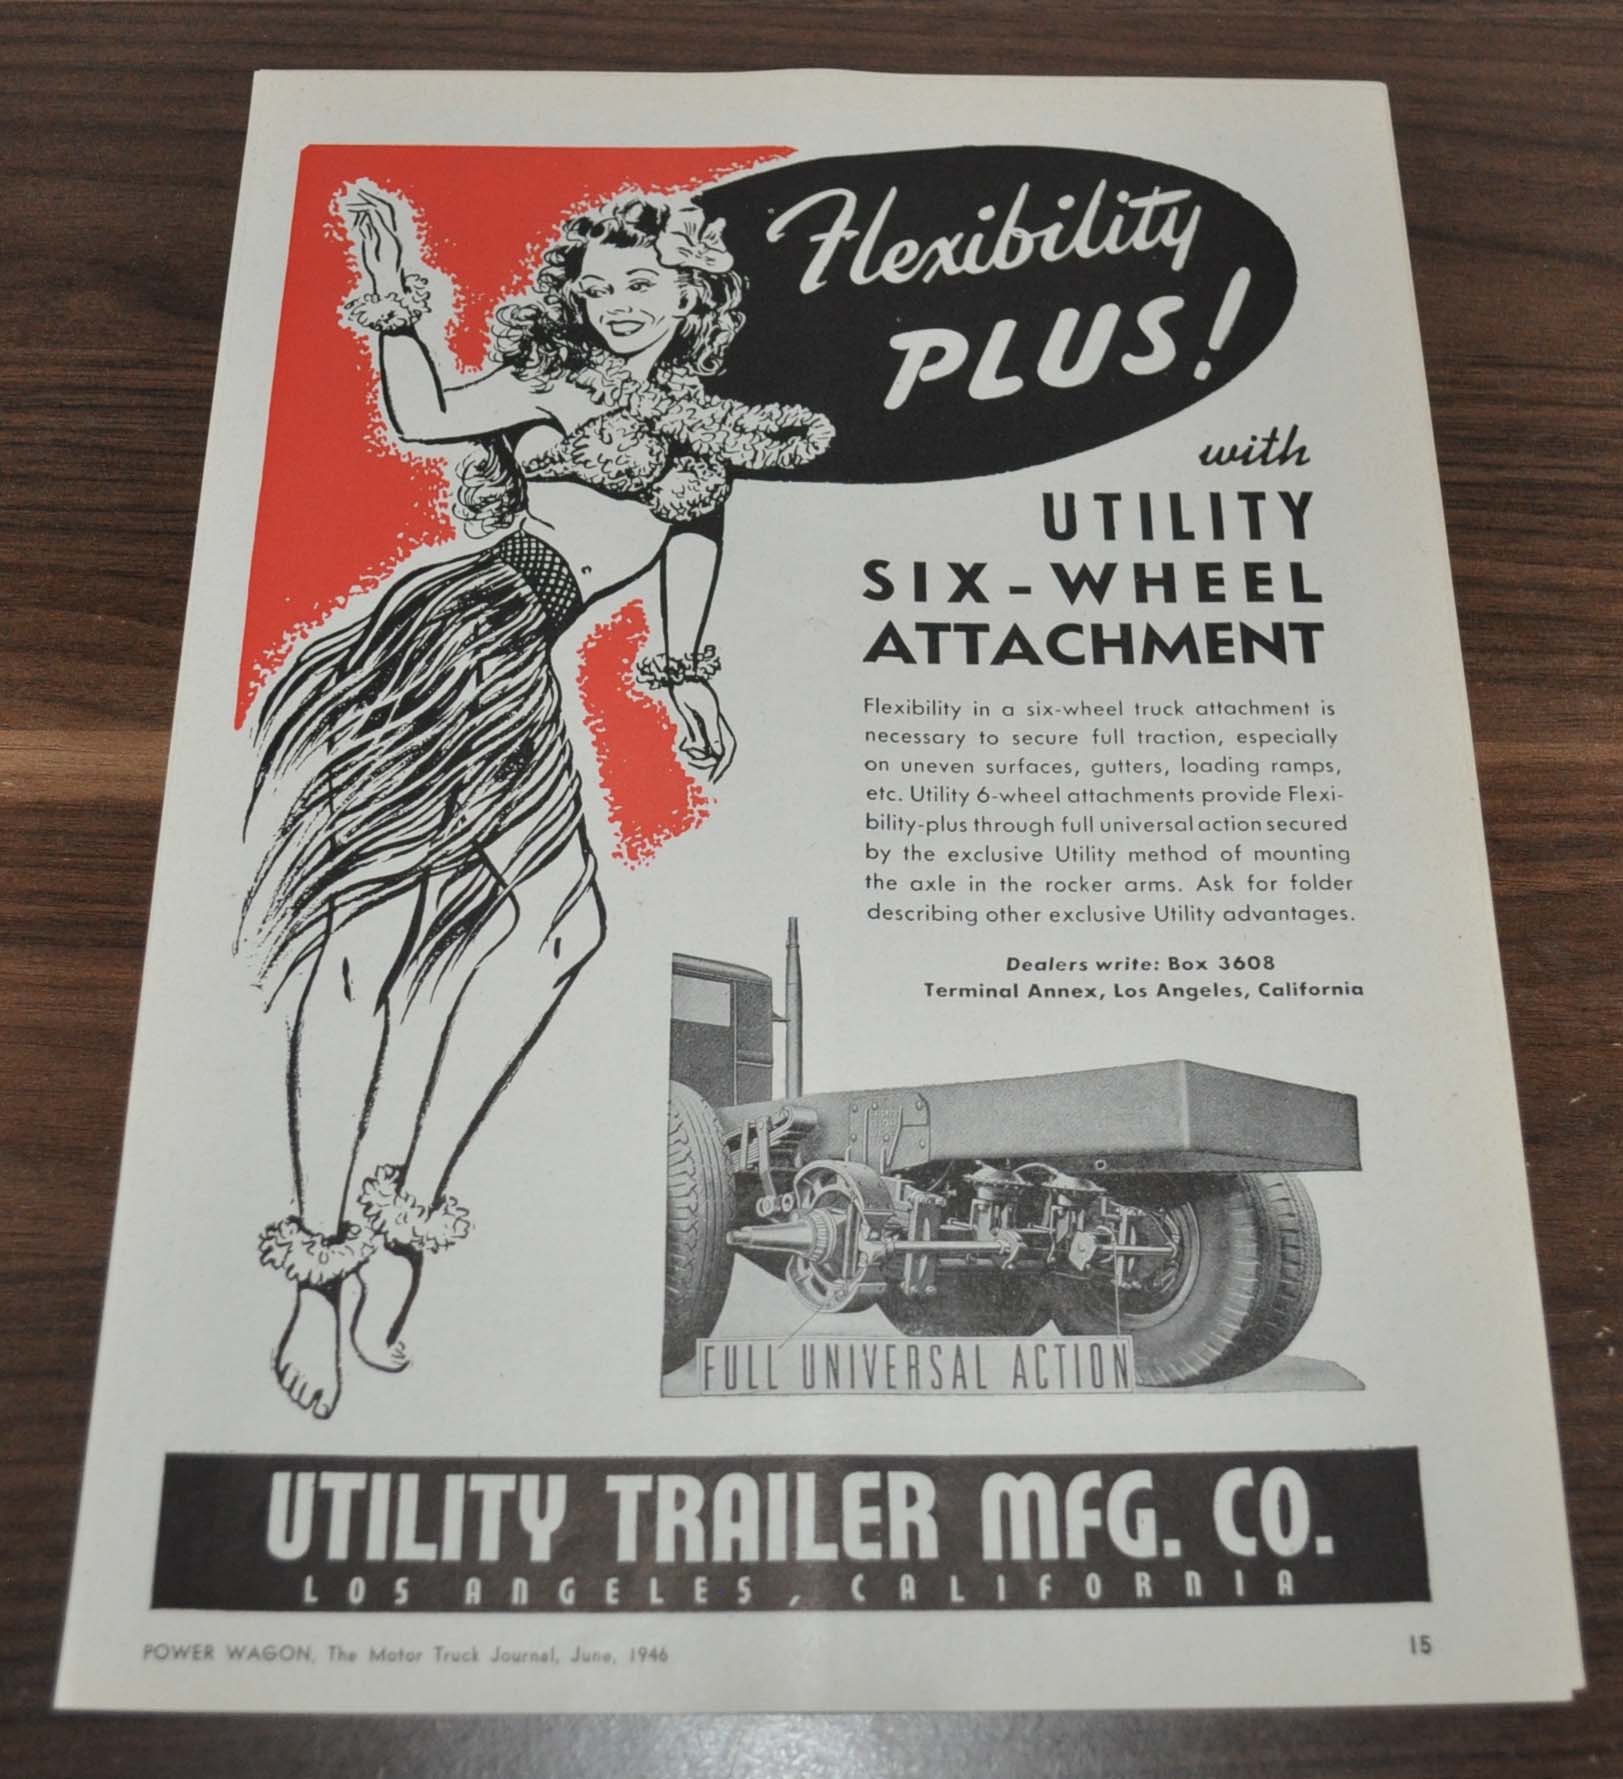 Flexibility
PLUS!
with
UTILITY
SIX-WHEEL
ATTACHMENT
Flexibility in a six-wheel truck attachment is
necessary to secure full traction, especially
on uneven surfaces, gutters, loading ramps,
etc. Utility 6-wheel attachments provide Flexi-
bility-plus through full universal action secured
by the exclusive Utility method of mounting
the axle in the rocker arms. Ask for folder
describing other exclusive Utility advantages.
Dealers write: Box 3608
Terminal Annex, Los Angeles, California
FULL UNIVERSAL ACTION
UTILITY TRAILER MFG. CO.
LOS ANGELES, CALIFORNIA
POWER WAGON, The Motor Truck Journal, June, 1946
15